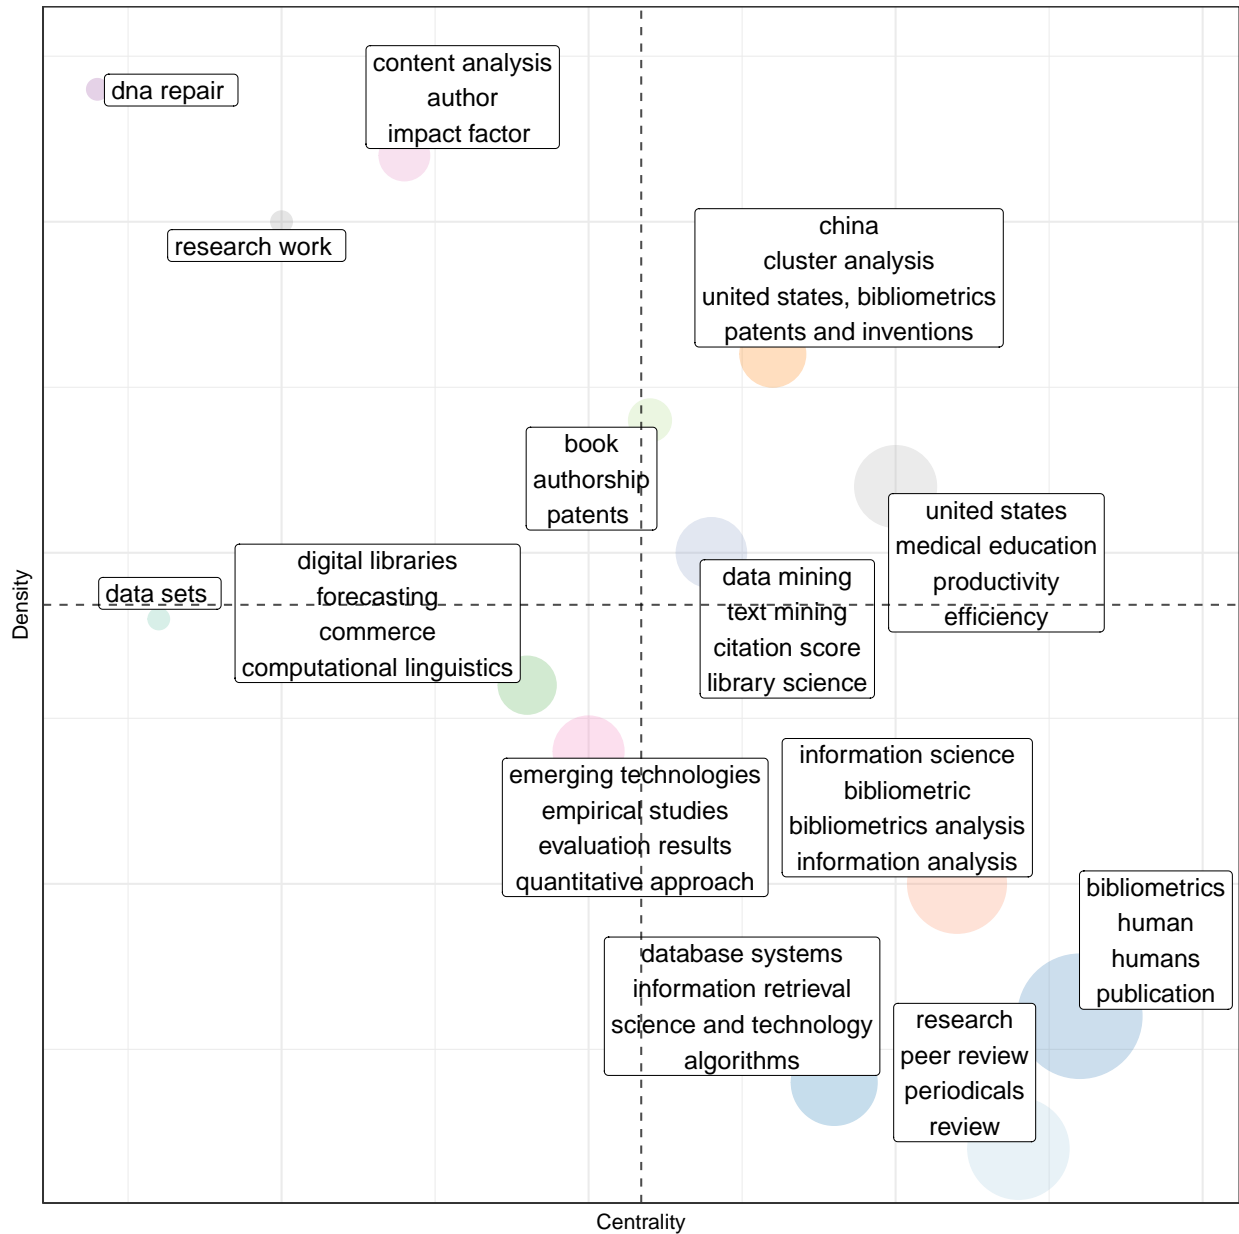 content analysis
author
impact factor
dna repair
research work
china
cluster analysis
united states, bibliometrics
patents and inventions
book
authorship
patents
united states
medical education
productivity
efficiency
digital libraries
forecasting
commerce
computational linguistics
data sets
data mining
text mining
citation score
library science
Density
emerging technologies
empirical studies
evaluation results
quantitative approach
information science
bibliometric
bibliometrics analysis
information analysis
bibliometrics
human
humans
publication
database systems
information retrieval
science and technology
algorithms
research
peer review
periodicals
review
Centrality